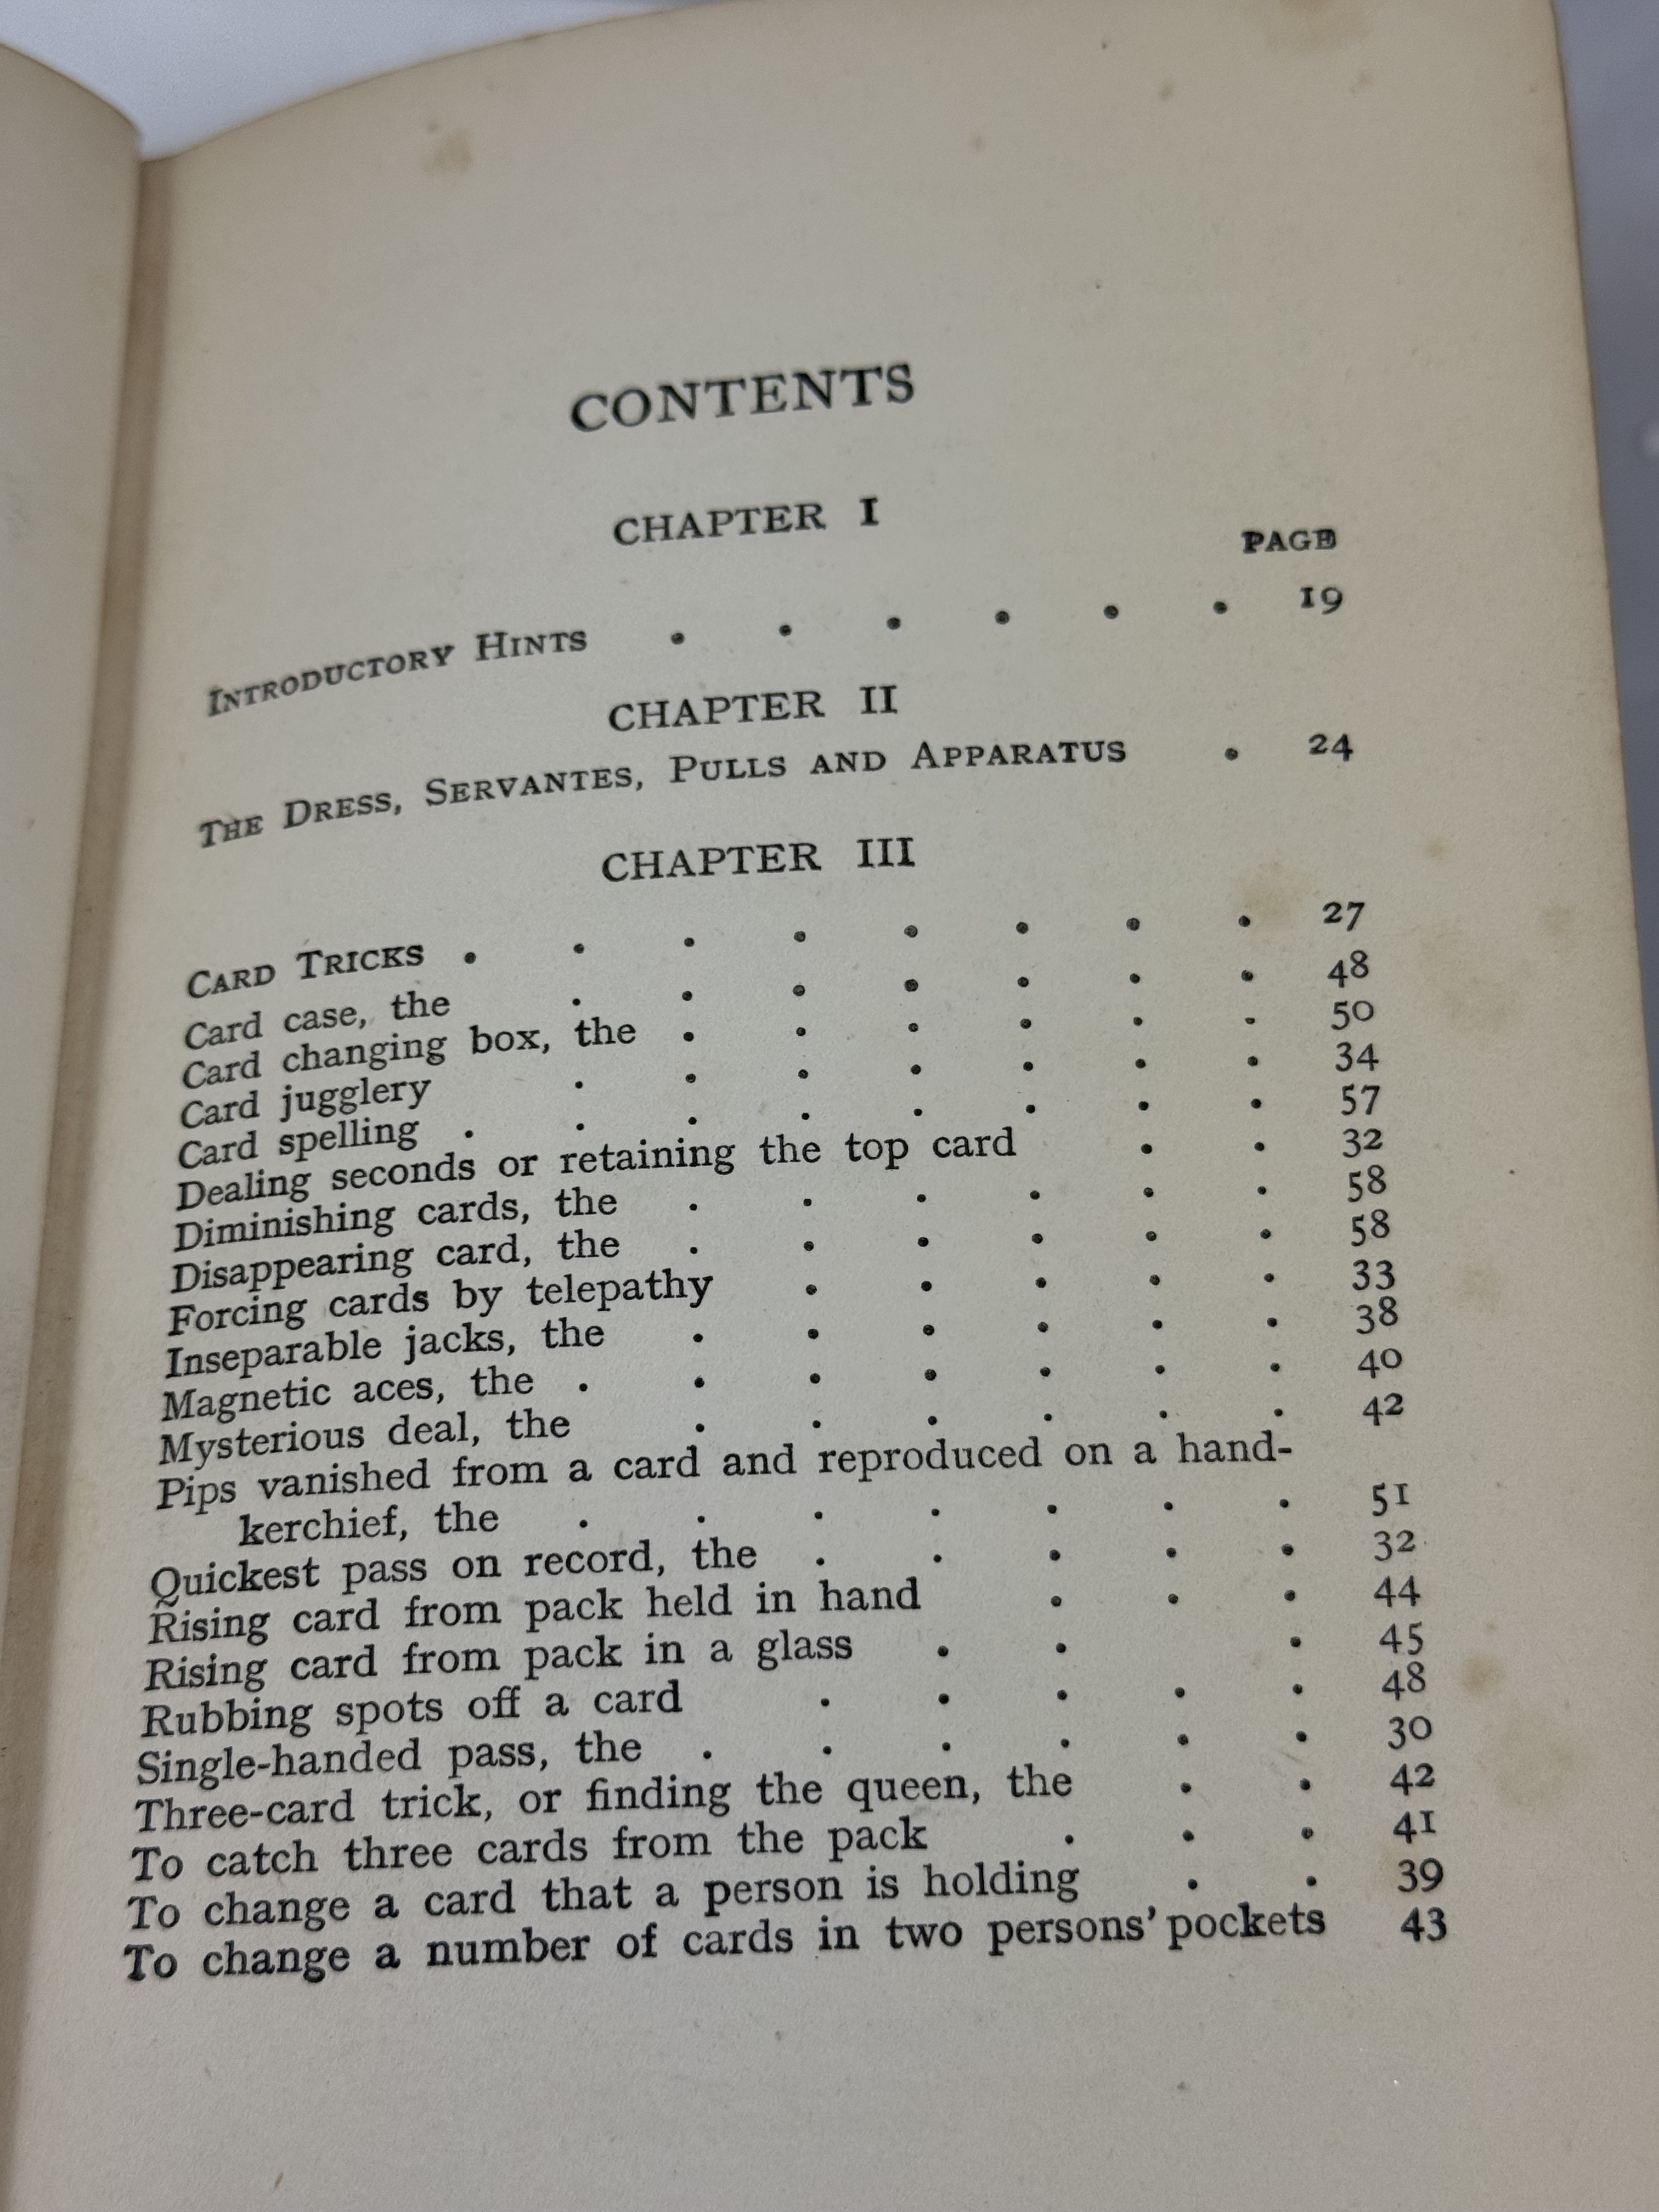 CONTENTS
CHAPTER I
PAGE
INTRODUCTORY HINTS . . . . . . 19
CHAPTER II
THE DRESS, SERVANTES, PULLS AND APPARATUS . 24
CHAPTER III
CARD TRICKS . . . . . . . . 27
Card case, the . . . . . . . 48
Card changing box, the . . . . . . 50
Card jugglery . . . . . . . 34
Card spelling . . . . . . . . 57
Dealing seconds or retaining the top card . . 32
Diminishing cards, the . . . . . . 58
Disappearing card, the . . . . . . 58
Forcing cards by telepathy . . . . . 33
Inseparable jacks, the . . . . . . 38
Magnetic aces, the . . . . . . . 40
Mysterious deal, the . . . . . . 42
Pips vanished from a card and reproduced on a hand-
kerchief, the . . . . . . . 51
Quickest pass on record, the . . . . . 32
Rising card from pack held in hand . . . 44
Rising card from pack in a glass . . . 45
Rubbing spots off a card . . . . . 48
Single-handed pass, the . . . . . . 30
Three-card trick, or finding the queen, the . . 42
To catch three cards from the pack . . . 41
To change a card that a person is holding . . 39
To change a number of cards in two persons' pockets 43